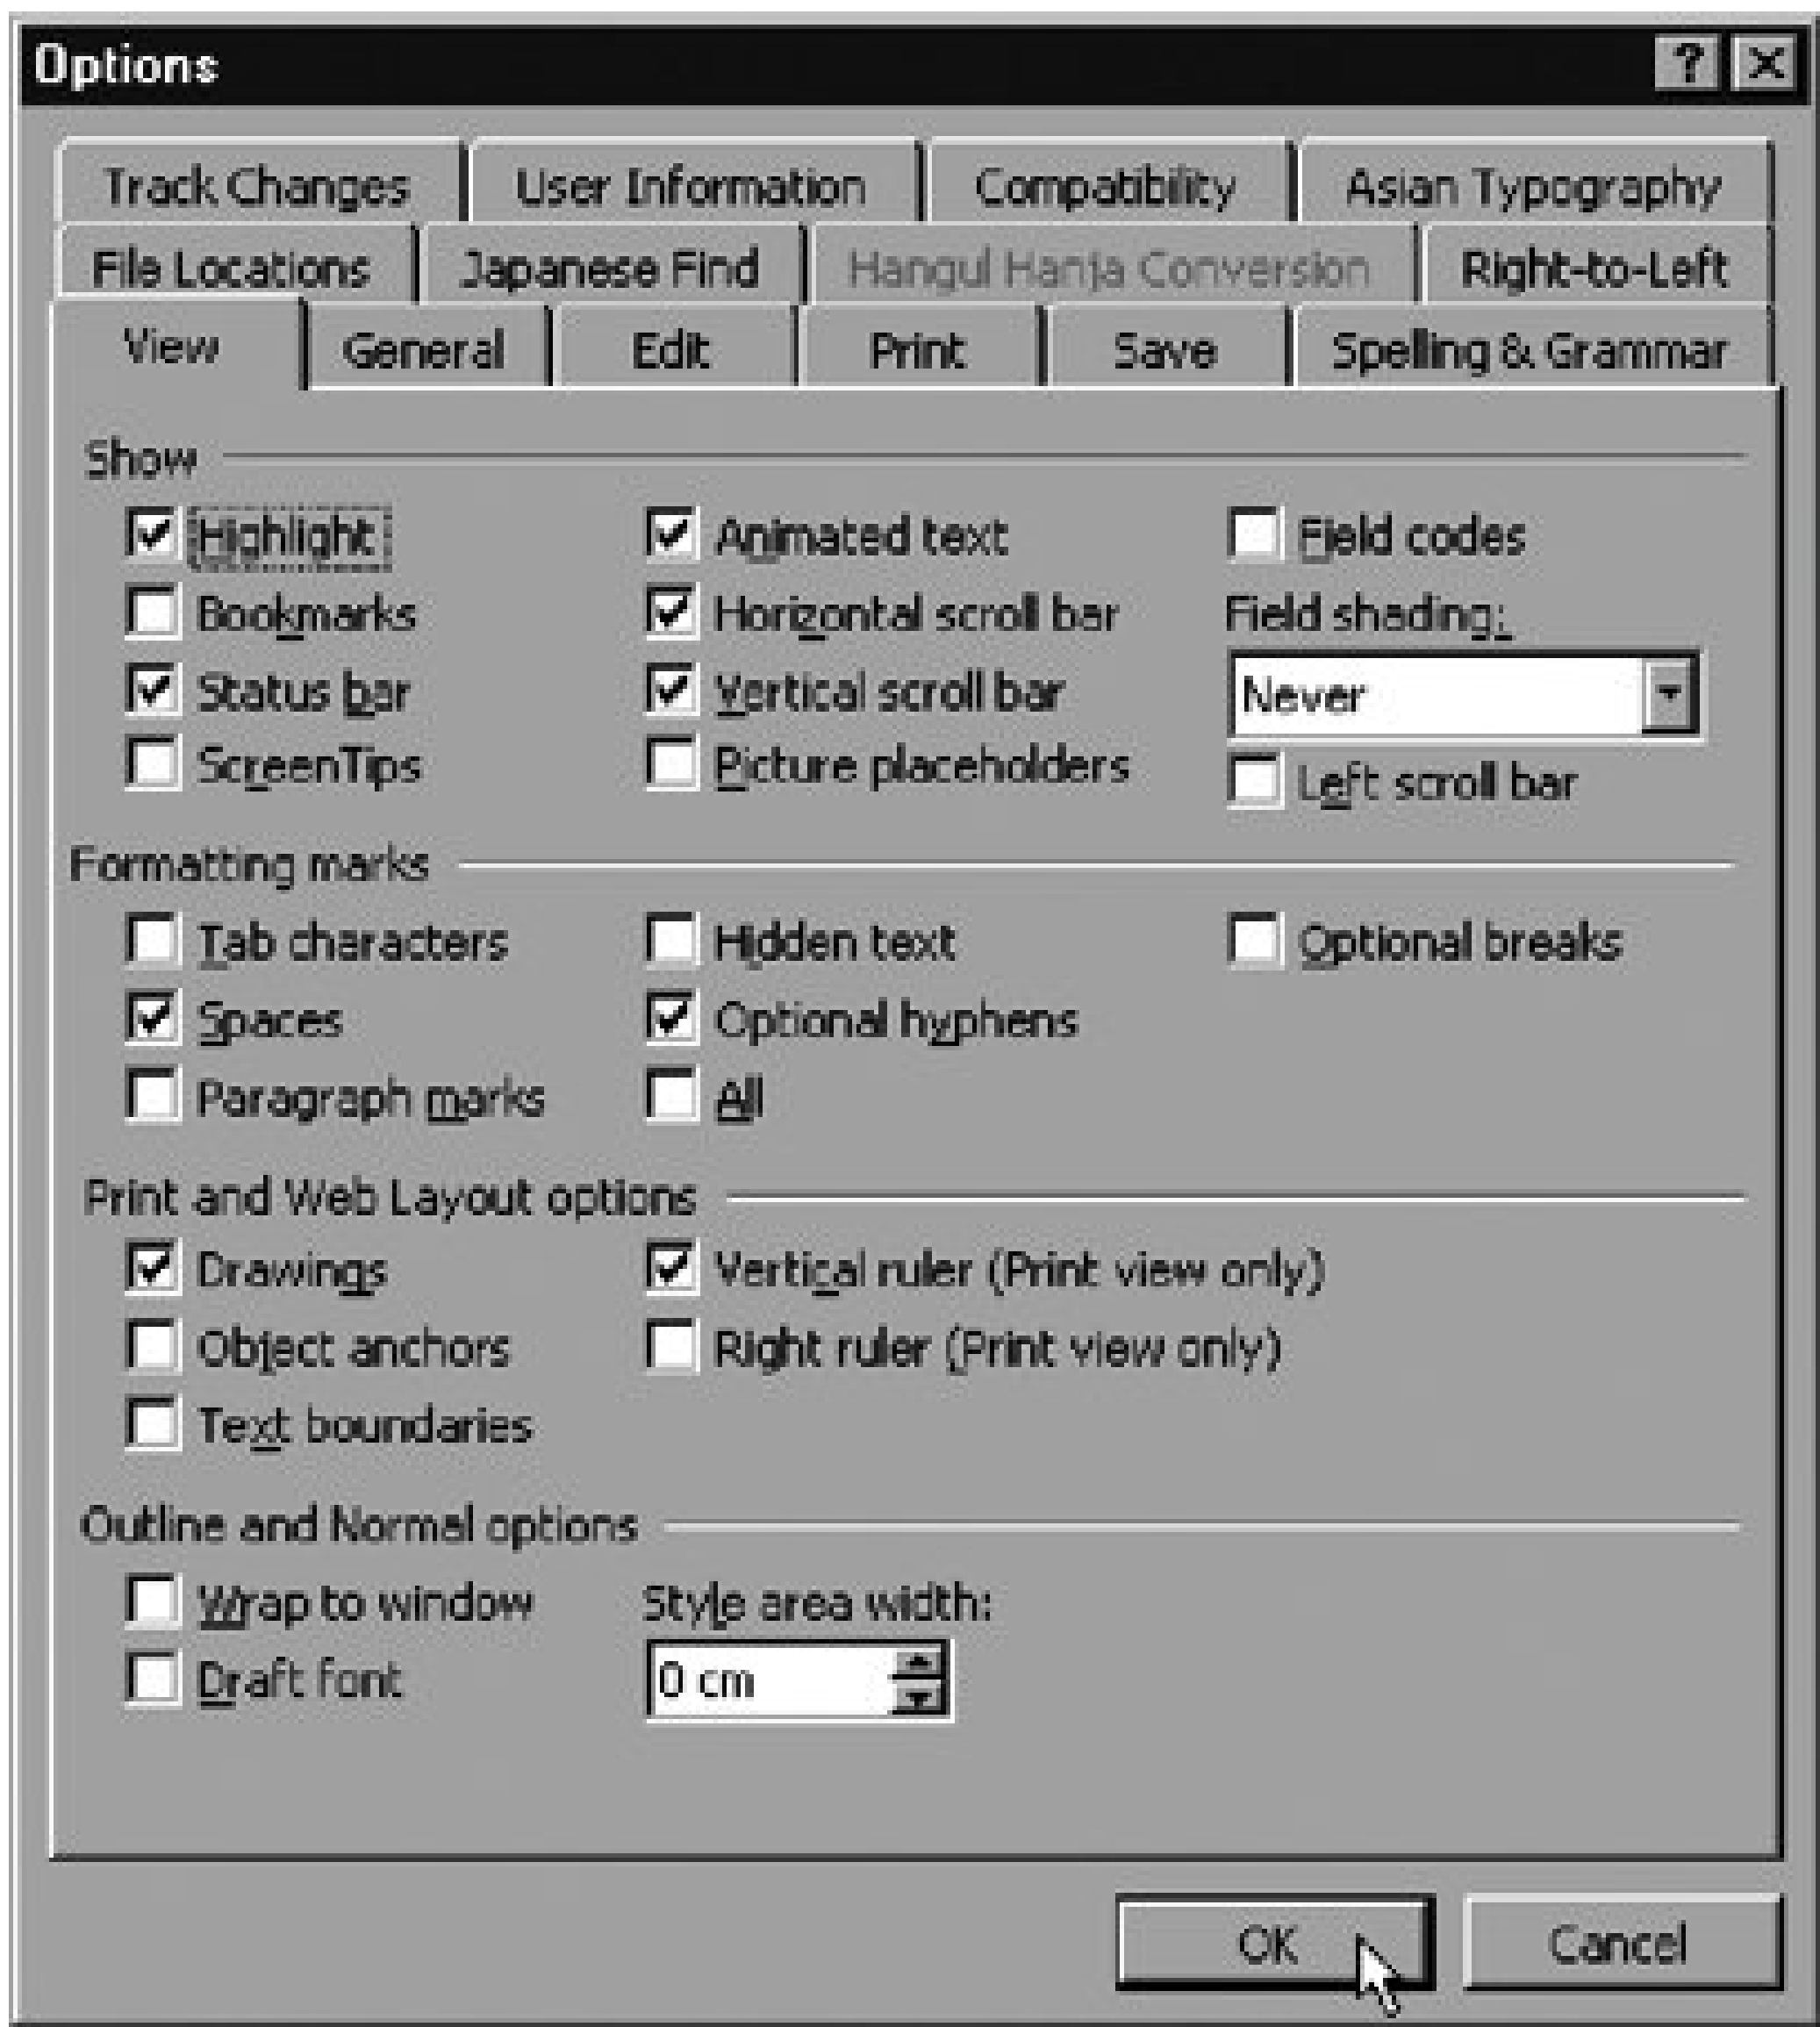 Options
Track Changes User Information Compatibility Asian Typography
File Locations Japanese Find Hangul Hanja Conversion Right-to-Left
View General Edit Print Save Spelling & Grammar
Show
Highlight Animated text Field codes
Bookmarks Horizontal scroll bar Field shading:
Status bar Vertical scroll bar Never
ScreenTips Picture placeholders Left scroll bar
Formatting marks
Tab characters Hidden text Optional breaks
Spaces Optional hyphens
Paragraph marks All
Print and Web Layout options
Drawings Vertical ruler (Print view only)
Object anchors Right ruler (Print view only)
Text boundaries
Outline and Normal options
Wrap to window Style area width:
Draft font 0 cm
OK Cancel